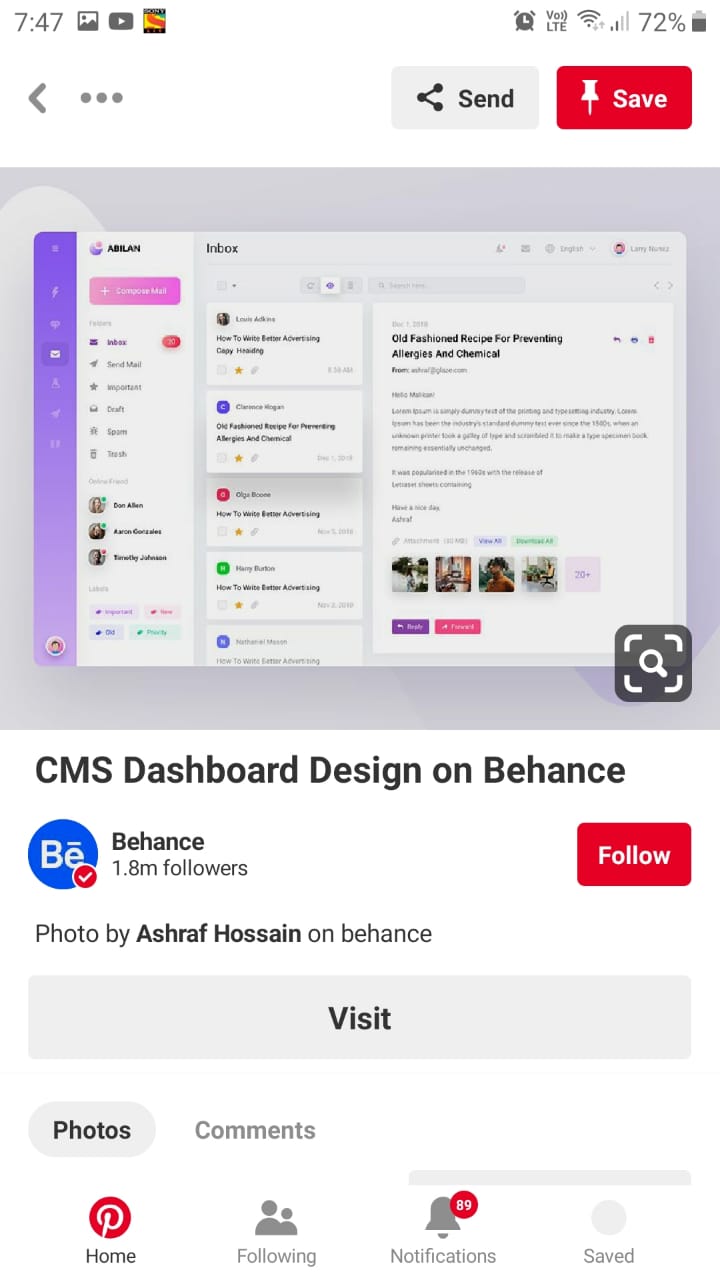 7:47
SONY
Vo))
LTE
72%
Send
Save
ABILAN
Inbox
English
Larry Nunez
Compose Mail
Search here...
Folders
Inbox
20
Send Mail
Important
Draft
Spam
Trash
Online Friend
Don Allen
Aaron Gonzales
Timothy Johnson
Labels
Important
New
Old
Priority
Louis Adkins
How To Write Better Advertising
Copy Heading
8:38 AM
C
Clarence Hogan
Old Fashioned Recipe For Preventing
Allergies And Chemical
Dec 1, 2018
O
Olga Boone
How To Write Better Advertising
Nov 5, 2018
H
Harry Burton
How To Write Better Advertising
Nov 2, 2018
N
Nathaniel Mason
How To Write Better Advertising
Dec 1, 2018
Old Fashioned Recipe For Preventing
Allergies And Chemical
From: ashraf@glaze.com
Hello Malikan!
Lorem Ipsum is simply dummy text of the printing and typesetting industry. Lorem
Ipsum has been the industry's standard dummy text ever since the 1500s, when an
unknown printer took a galley of type and scrambled it to make a type specimen book.
remaining essentially unchanged.
It was popularised in the 1960s with the release of
Letraset sheets containing
Have a nice day,
Ashraf
Attachment (30 MB)
View All
Download All
20+
Reply
Forward
CMS Dashboard Design on Behance
Bē
Behance
1.8m followers
Follow
Photo by Ashraf Hossain on behance
Visit
Photos
Comments
89
Home
Following
Notifications
Saved